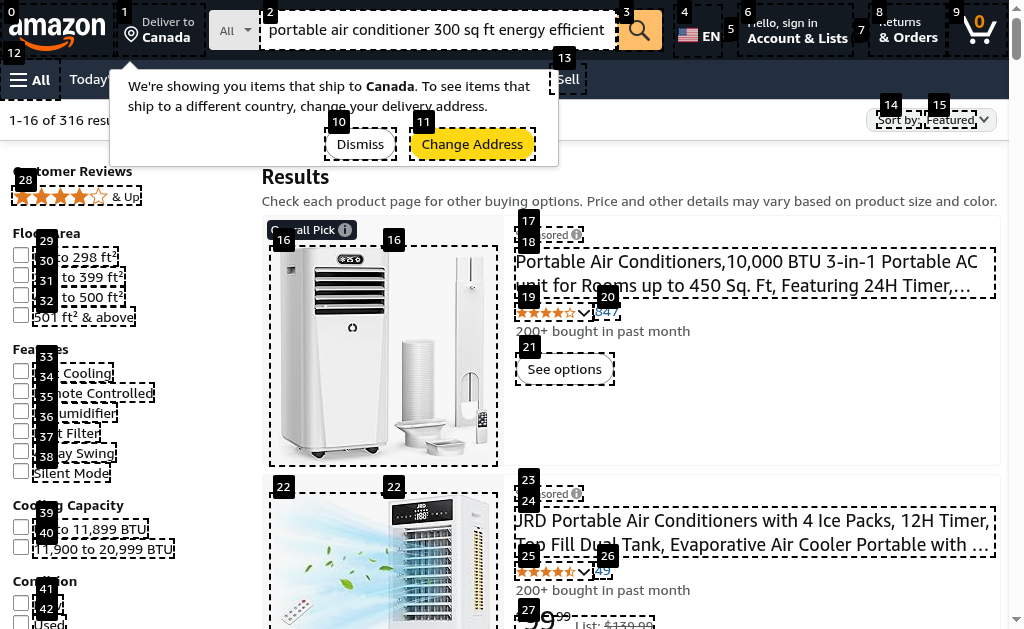 0
1
2
3
4
5
6
7
8
9
amazon
Deliver to
Canada
All
portable air conditioner 300 sq ft energy efficient
EN
Hello, sign in
Account & Lists
Returns
& Orders
0
12
13
All
Today
Sell
We're showing you items that ship to Canada. To see items that
ship to a different country, change your delivery address.
10
11
Dismiss
Change Address
1-16 of 316
14
15
Sort by:
Featured
Customer Reviews
28
& Up
Results
Check each product page for other buying options. Price and other details may vary based on product size and color.
29
to 298 ft²
30
to 399 ft²
31
to 500 ft²
32
501 ft² & above
Features
33
Cooling
34
Remote Controlled
35
Dehumidifier
36
Filter
37
Swing
38
Silent Mode
Cooling Capacity
39
to 11,899 BTU
40
11,900 to 20,999 BTU
Condition
41
42
Used
Overall Pick
16
16
17
Sponsored
18
Portable Air Conditioners,10,000 BTU 3-in-1 Portable AC
unit for Rooms up to 450 Sq. Ft, Featuring 24H Timer,…
19
20
847
200+ bought in past month
21
See options
22
22
JRD
23
Sponsored
24
JRD Portable Air Conditioners with 4 Ice Packs, 12H Timer,
Top Fill Dual Tank, Evaporative Air Cooler Portable with …
25
26
49
200+ bought in past month
27
99
99
List: $139.99